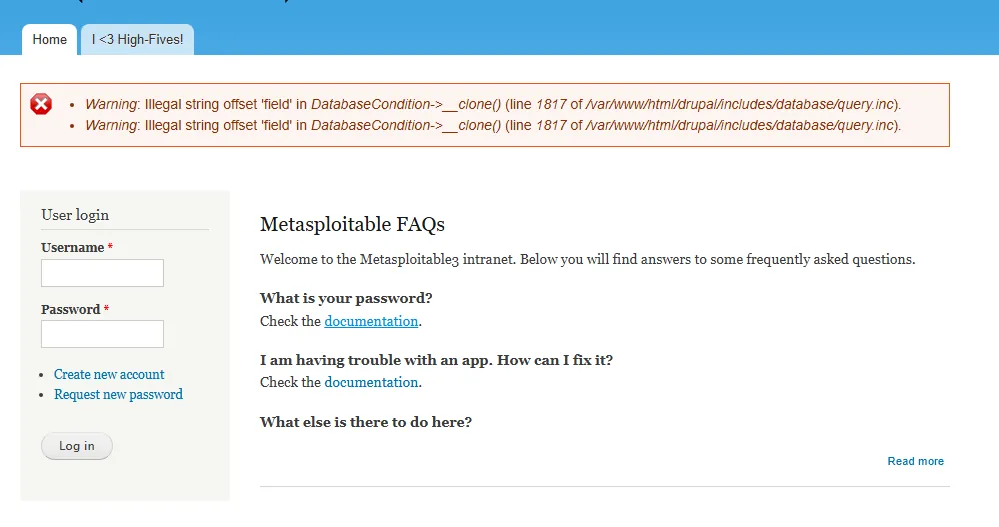 Home
I <3 High-Fives!
• Warning: Illegal string offset 'field' in DatabaseCondition->__clone() (line 1817 of /var/www/html/drupal/includes/database/query.inc).
• Warning: Illegal string offset 'field' in DatabaseCondition->__clone() (line 1817 of /var/www/html/drupal/includes/database/query.inc).
User login
Username *
Password *
• Create new account
• Request new password
Log in
Metasploitable FAQs
Welcome to the Metasploitable3 intranet. Below you will find answers to some frequently asked questions.
What is your password?
Check the documentation.
I am having trouble with an app. How can I fix it?
Check the documentation.
What else is there to do here?
Read more